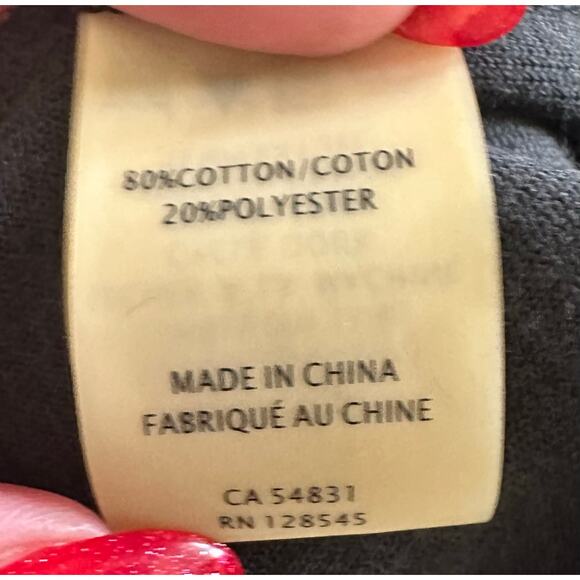 80%COTTON/COTON
20%POLYESTER
MADE IN CHINA
FABRIQUÉ AU CHINE
CA 54831
RN 128545